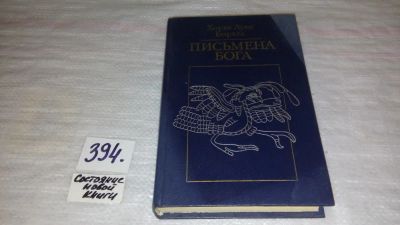 Хорхе Луис
Борхес
ПИСЬМЕНА
БОГА
394.
Состояние
новой
книги